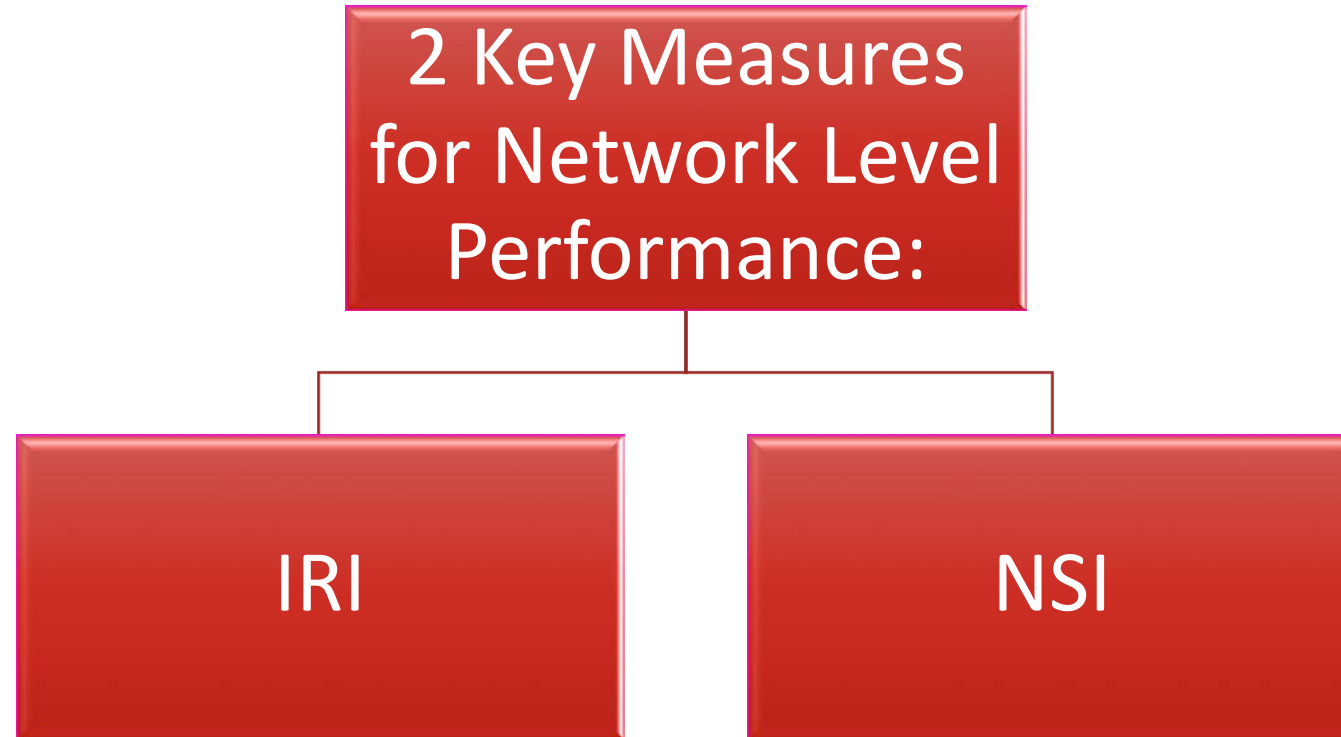 2 Key Measures
for Network Level
Performance:
IRI
NSI